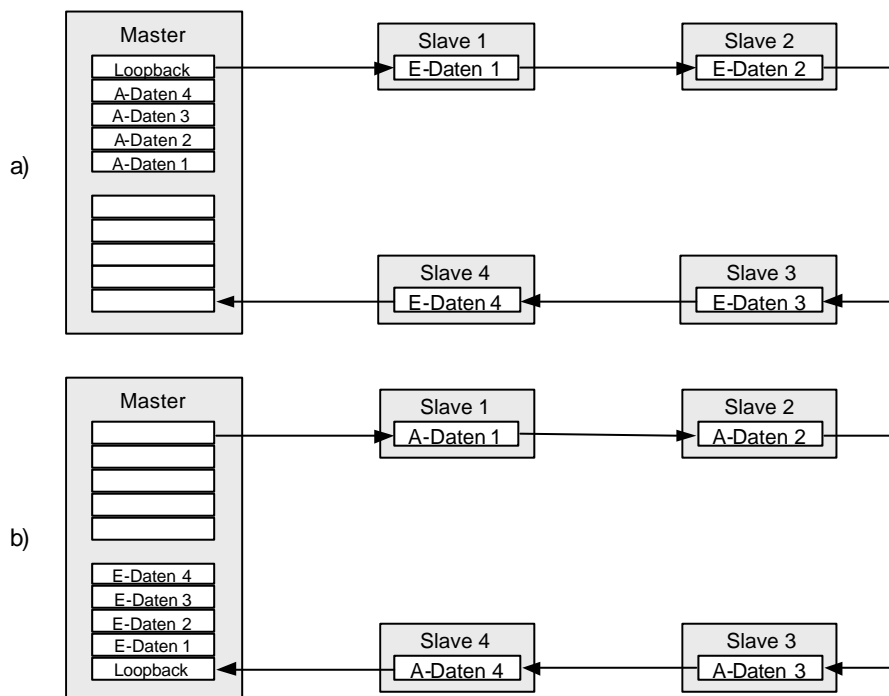 a)
Master
Loopback
A-Daten 4
A-Daten 3
A-Daten 2
A-Daten 1
Slave 1
E-Daten 1
Slave 2
E-Daten 2
Slave 4
E-Daten 4
Slave 3
E-Daten 3
b)
Master
E-Daten 4
E-Daten 3
E-Daten 2
E-Daten 1
Loopback
Slave 1
A-Daten 1
Slave 2
A-Daten 2
Slave 4
A-Daten 4
Slave 3
A-Daten 3